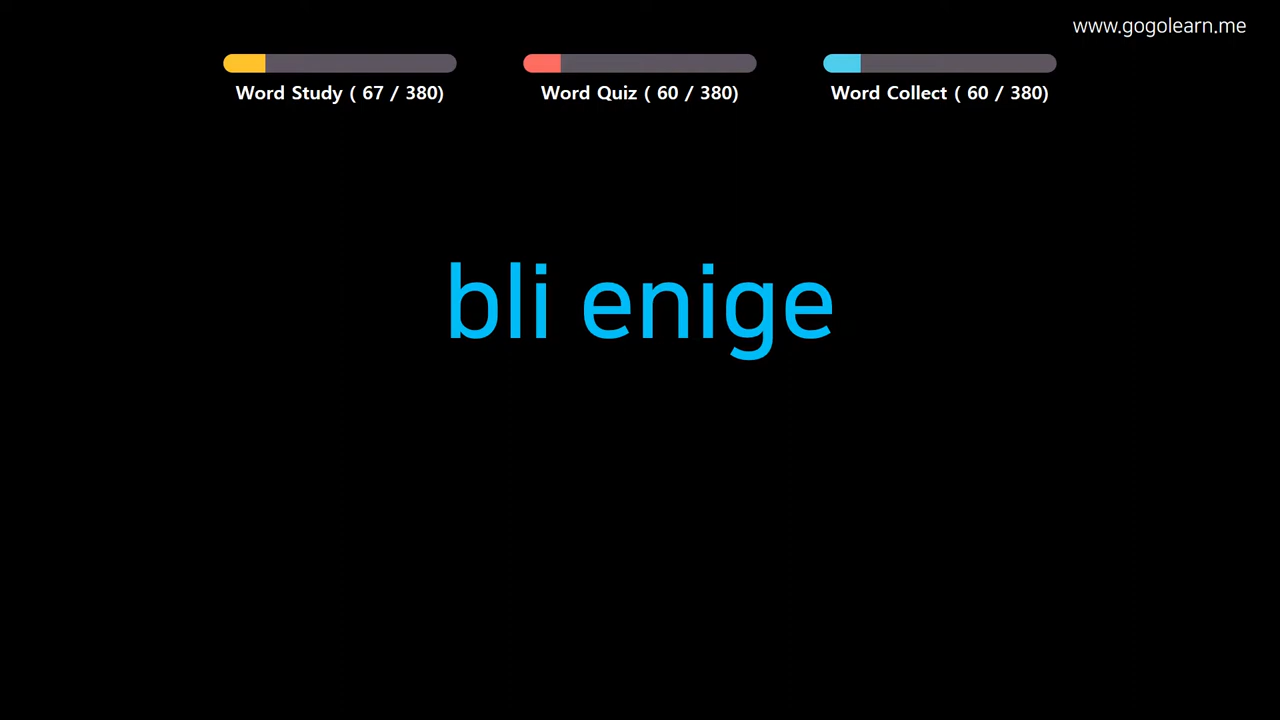 www.gogolearn.me
Word Study ( 67 / 380)
Word Quiz ( 60 / 380)
Word Collect ( 60 / 380)
bli enige